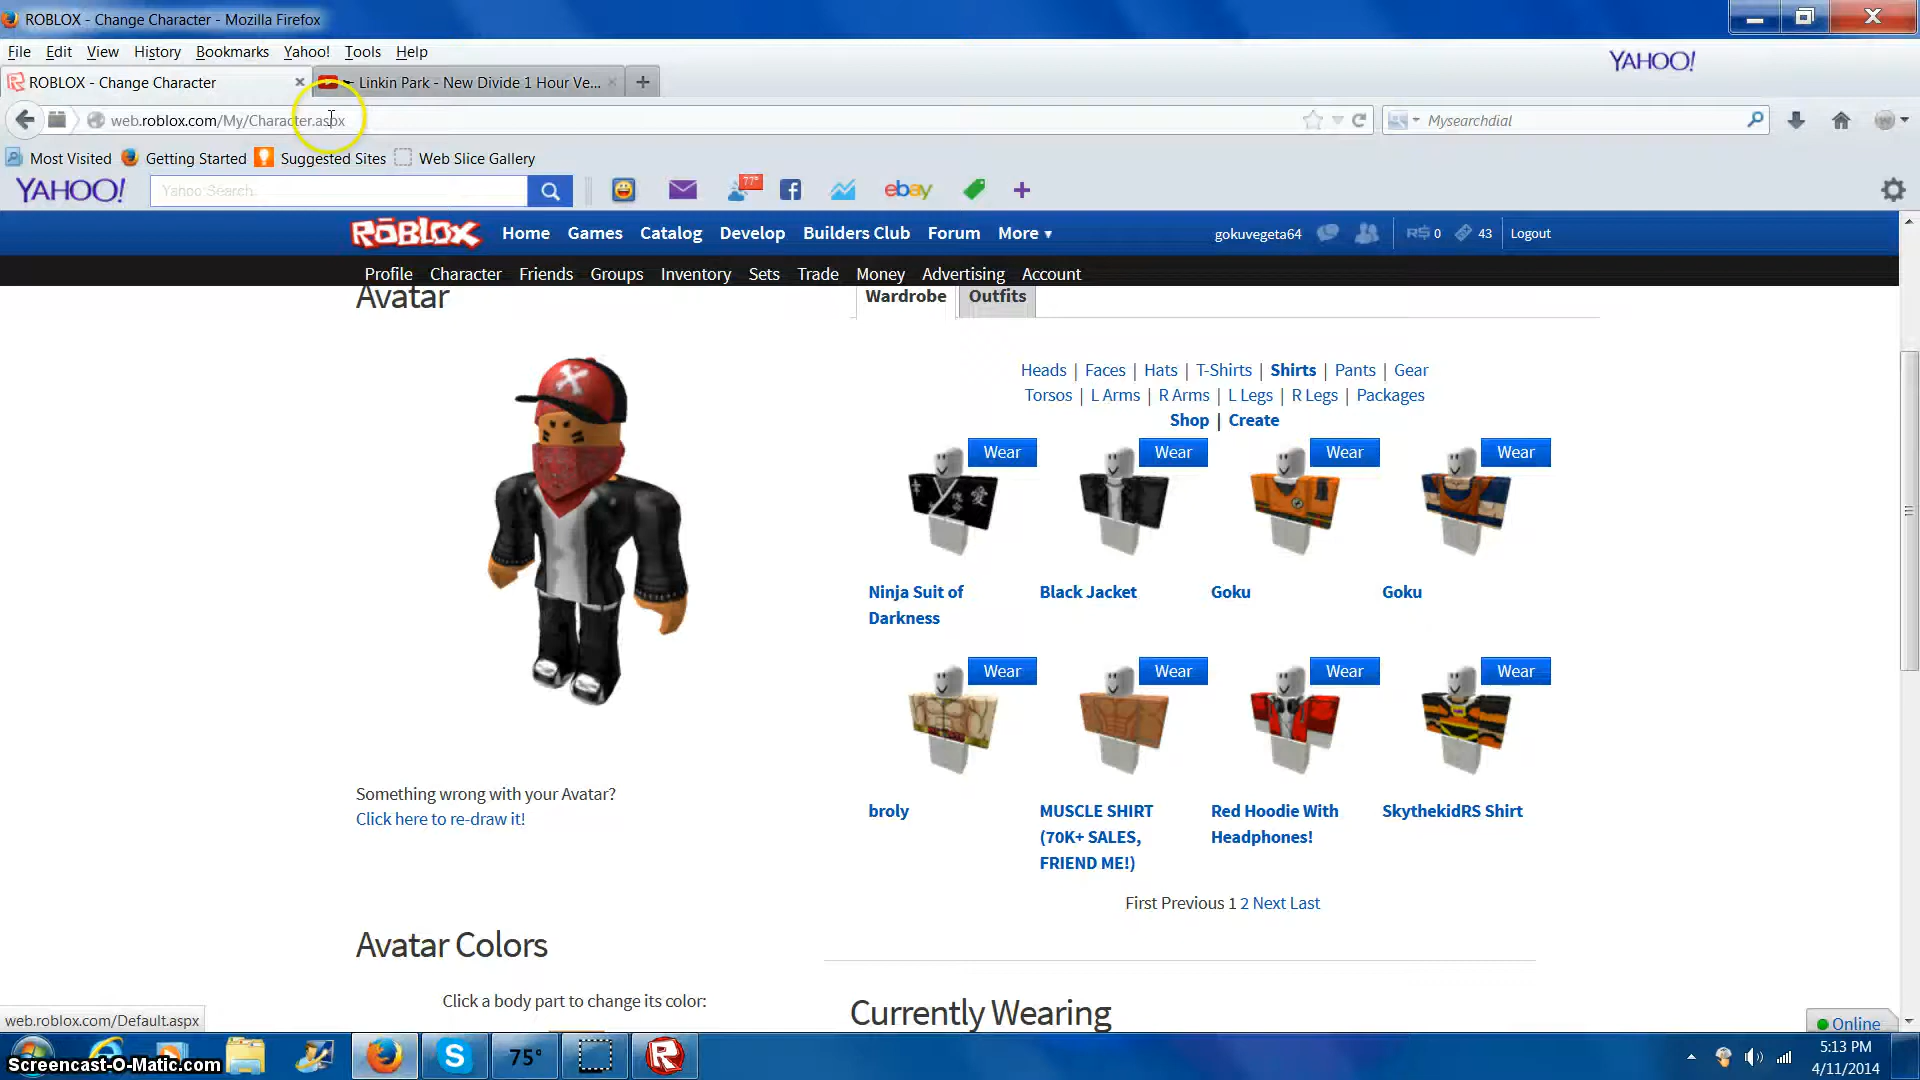 ROBLOX - Change Character - Mozilla Firefox
File Edit View History Bookmarks Yahoo! Tools Help
YAHOO!
ROBLOX - Change Character
Linkin Park - New Divide 1 Hour Ve...
web.roblox.com/My/Character.aspx
Mysearchdial
Most Visited Getting Started Suggested Sites Web Slice Gallery
YAHOO! Yahoo Search... 77° ebay
ROBLOX Home Games Catalog Develop Builders Club Forum More gokuvegeta64 R$ 0 43 Logout
Profile Character Friends Groups Inventory Sets Trade Money Advertising Account
Avatar
Wardrobe Outfits
Heads | Faces | Hats | T-Shirts | Shirts | Pants | Gear
Torsos | L Arms | R Arms | L Legs | R Legs | Packages
Shop | Create
Wear Wear Wear Wear
Ninja Suit of
Darkness
Black Jacket
Goku
Goku
Wear Wear Wear Wear
broly
MUSCLE SHIRT
(70K+ SALES,
FRIEND ME!)
Red Hoodie With
Headphones!
SkythekidRS Shirt
First Previous 1 2 Next Last
Something wrong with your Avatar?
Click here to re-draw it!
Avatar Colors
Click a body part to change its color:
Currently Wearing
web.roblox.com/Default.aspx
Online
75°
Screencast-O-Matic.com
5:13 PM
4/11/2014